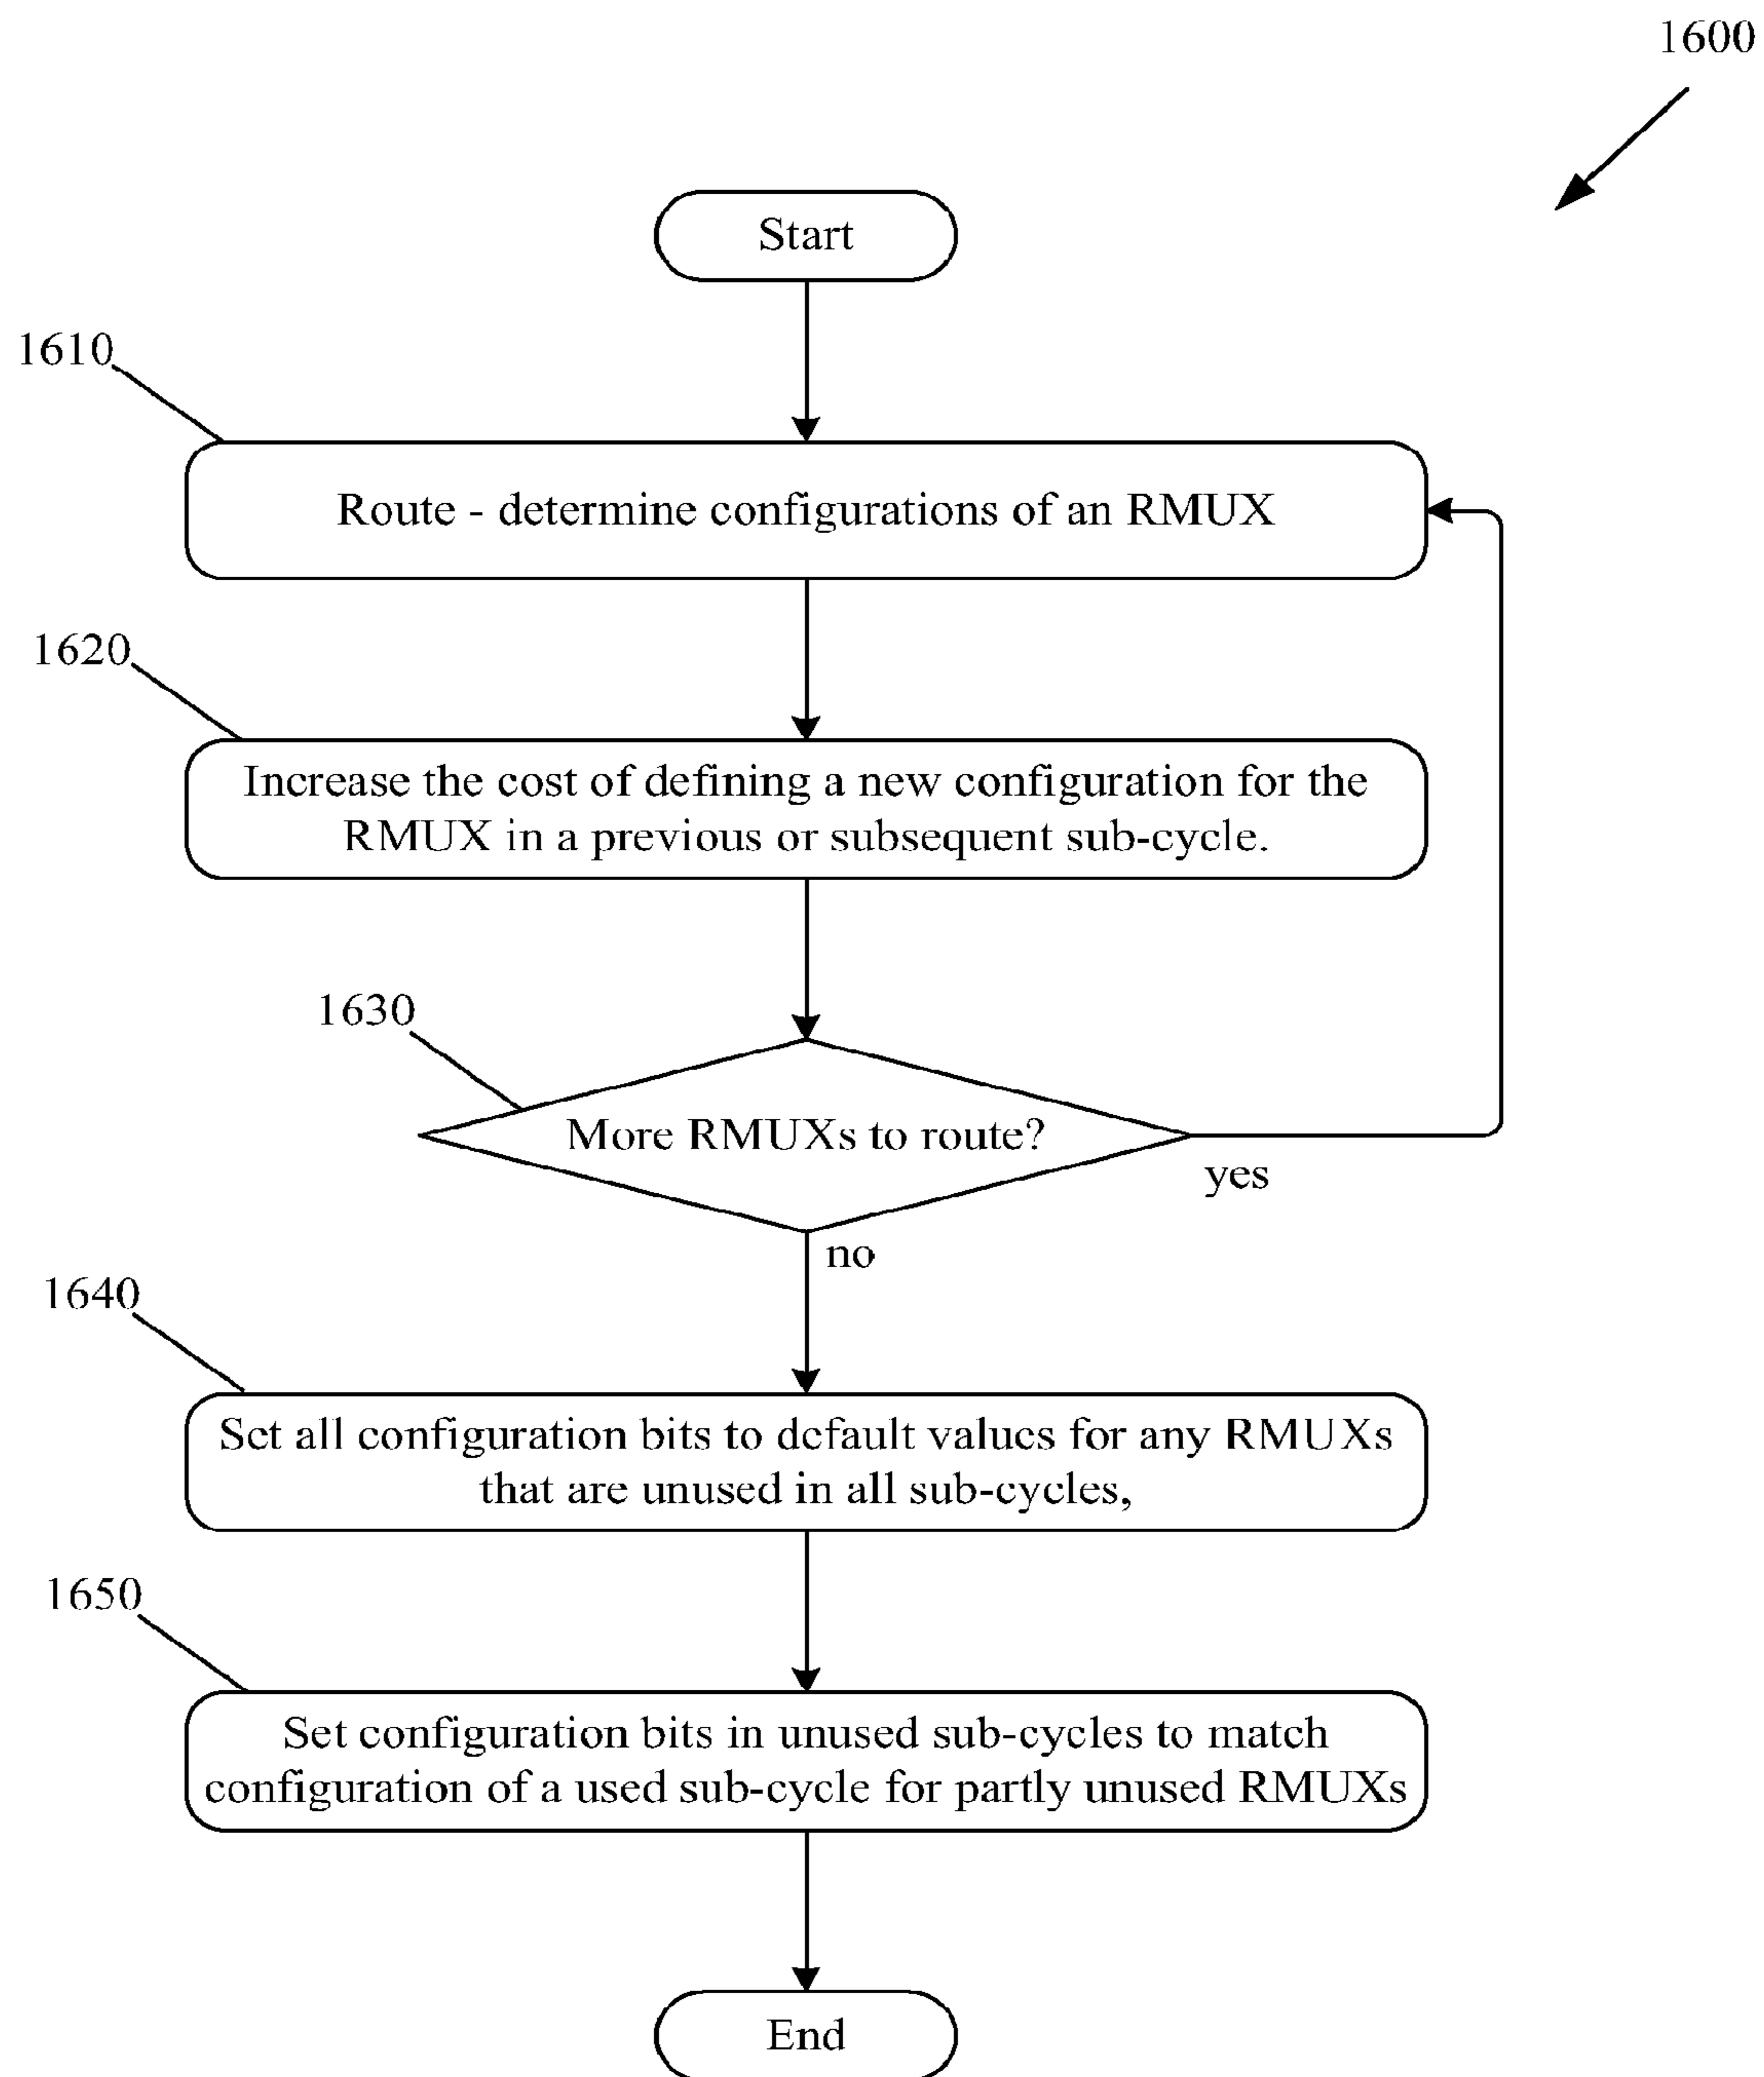 1600
Start
1610
Route - determine configurations of an RMUX
1620
Increase the cost of defining a new configuration for the
RMUX in a previous or subsequent sub-cycle.
1630
More RMUXs to route?
yes
no
1640
Set all configuration bits to default values for any RMUXs
that are unused in all sub-cycles,
1650
Set configuration bits in unused sub-cycles to match
configuration of a used sub-cycle for partly unused RMUXs
End